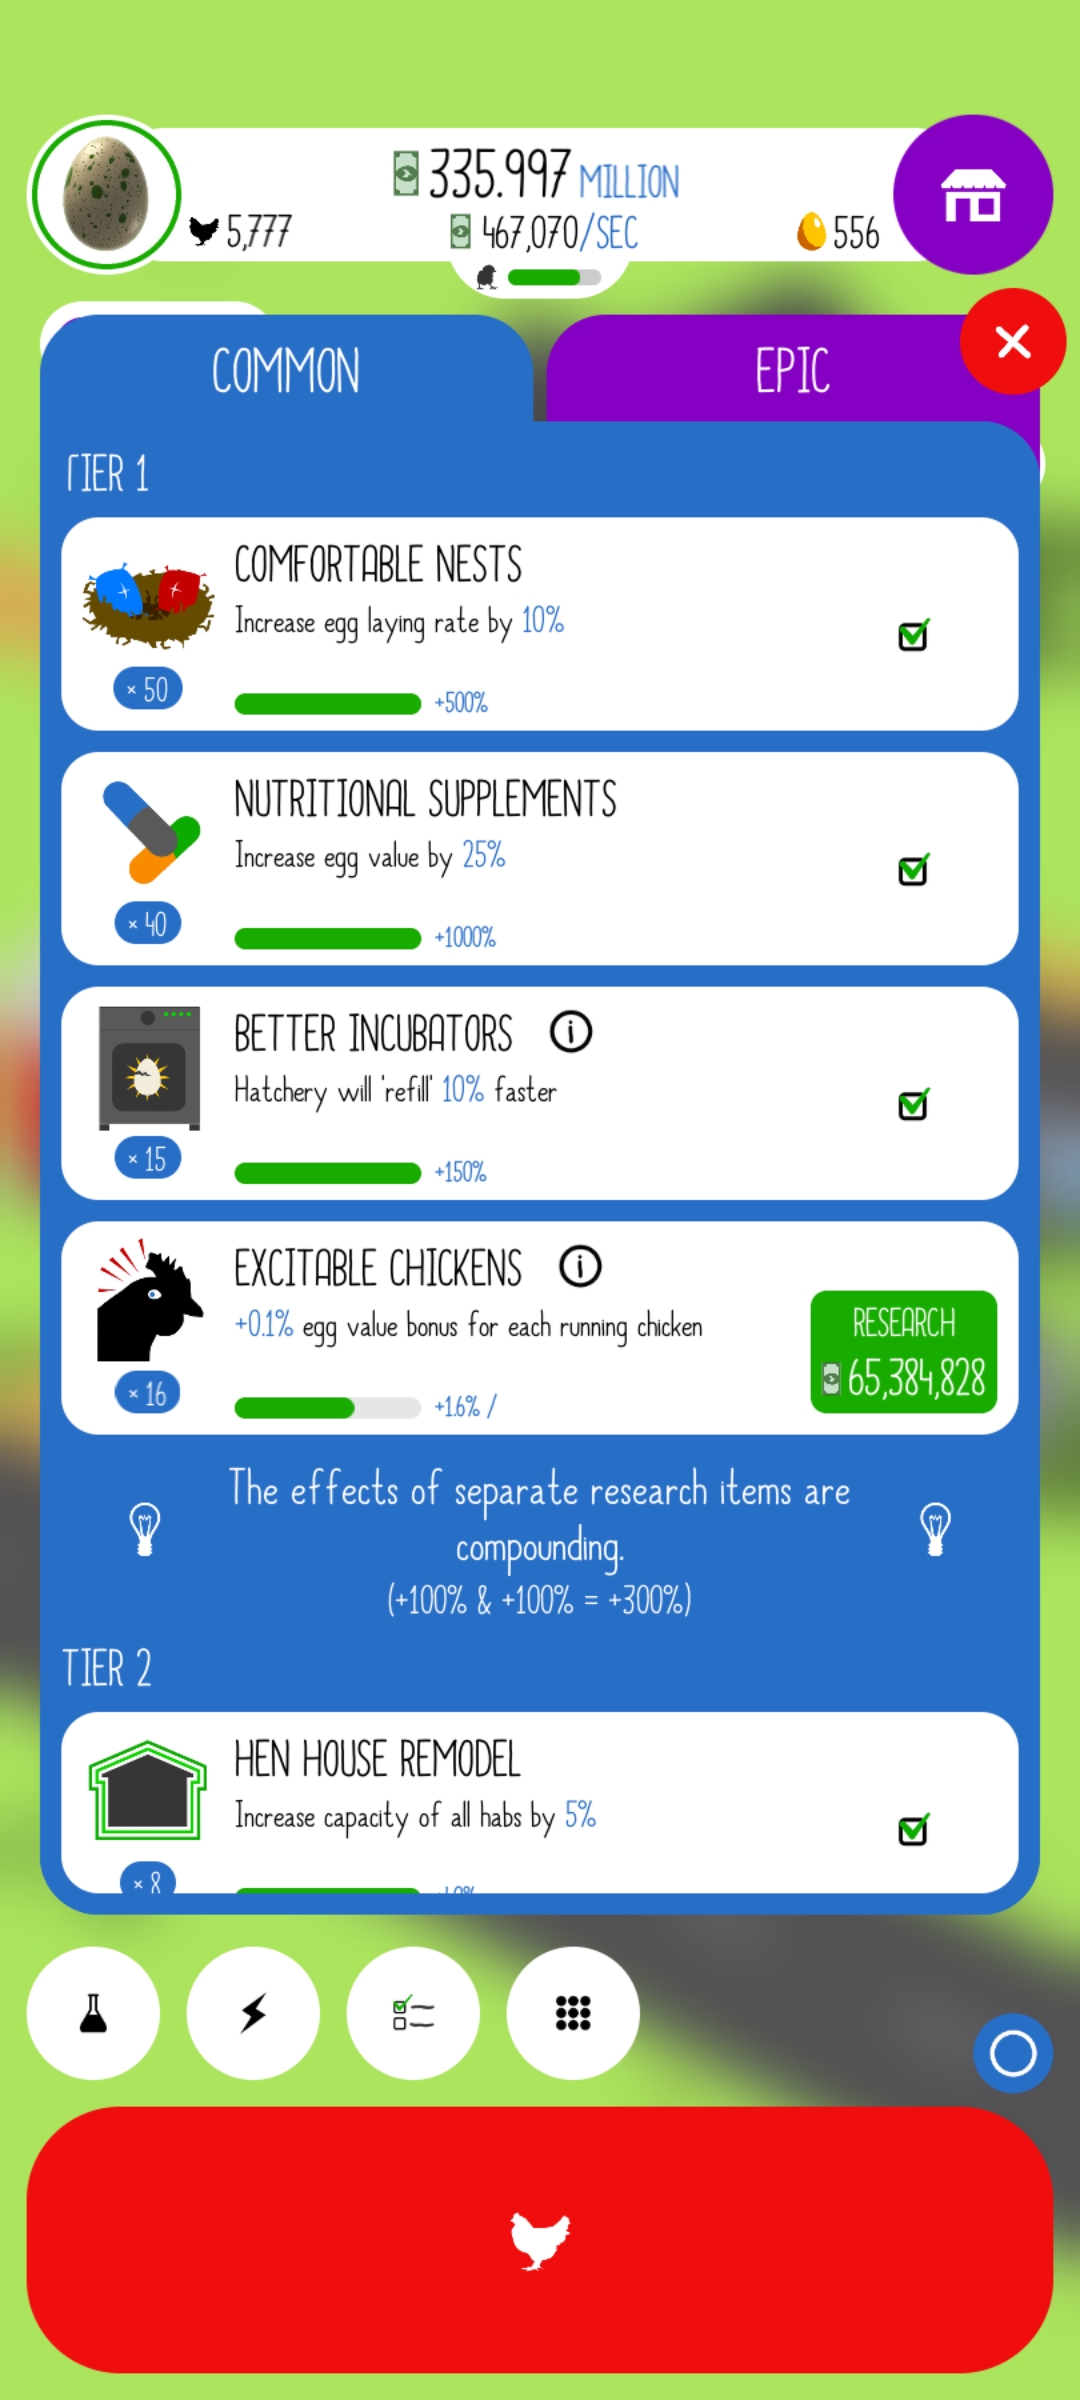 335.997 MILLION
5,777
467,070/SEC
556
COMMON
EPIC
TIER 1
COMFORTABLE NESTS
Increase egg laying rate by 10%
× 50
+500%
NUTRITIONAL SUPPLEMENTS
Increase egg value by 25%
× 40
+1000%
BETTER INCUBATORS
Hatchery will 'refill' 10% faster
× 15
+150%
EXCITABLE CHICKENS
+0.1% egg value bonus for each running chicken
RESEARCH
65,384,828
× 16
+1.6% /
The effects of separate research items are
compounding.
(+100% & +100% = +300%)
TIER 2
HEN HOUSE REMODEL
Increase capacity of all habs by 5%
× 8